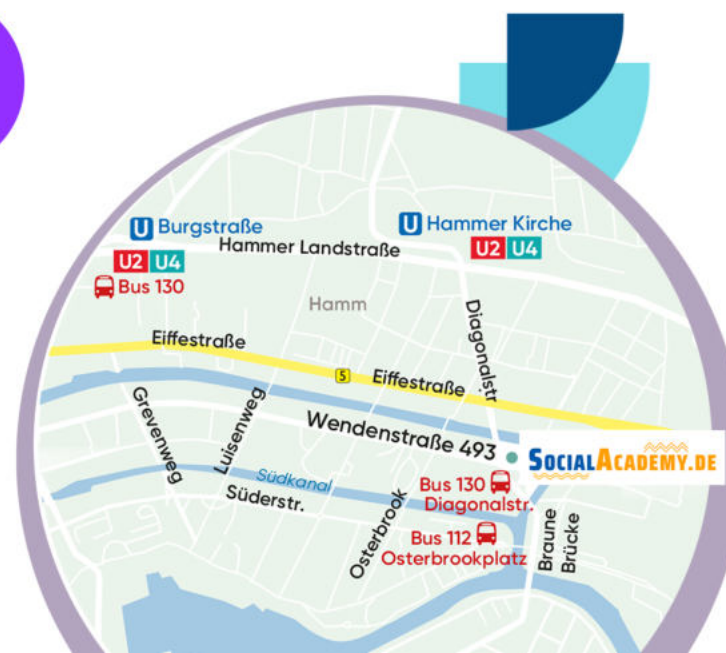 U Burgstraße
U2 U4
Bus 130
U Hammer Kirche
U2 U4
Hammer Landstraße
Hamm
Diagonalstr
Eiffestraße
5
Eiffestraße
Grevenweg
Luisenweg
Wendenstraße 493
SOCIALACADEMY.DE
Südkanal
Süderstr.
Bus 130
Diagonalstr.
Osterbrook
Bus 112
Osterbrookplatz
Braune
Brücke